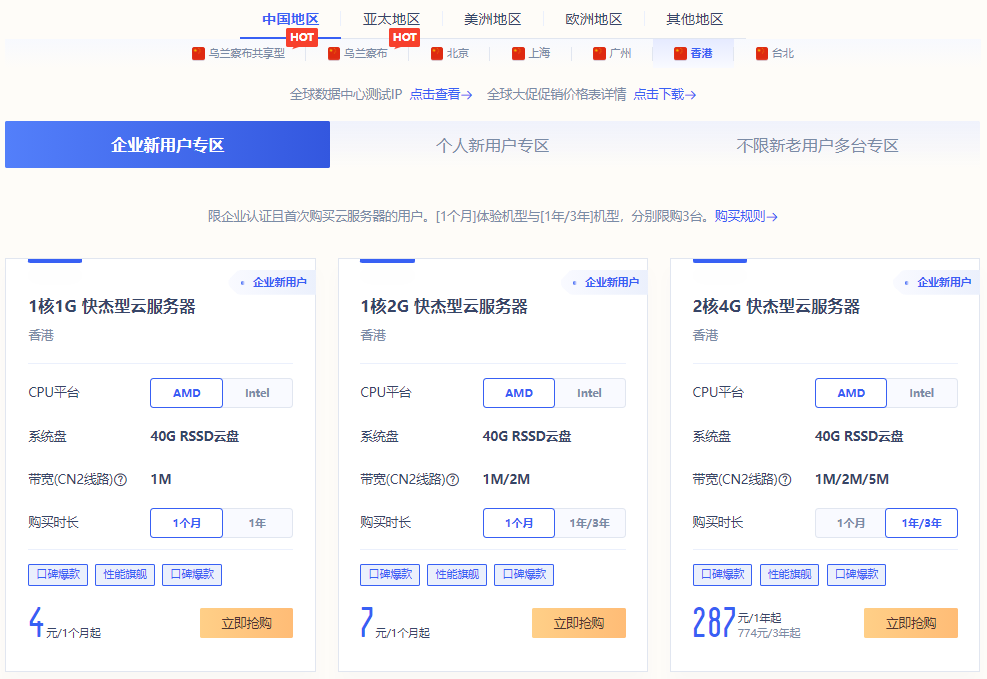 中国地区 亚太地区 美洲地区 欧洲地区 其他地区
HOT HOT
乌兰察布共享型 乌兰察布 北京 上海 广州 香港 台北
全球数据中心测试IP 点击查看→ 全球大促促销价格表详情 点击下载→
企业新用户专区 个人新用户专区 不限新老用户多台专区
限企业认证且首次购买云服务器的用户。[1个月]体验机型与[1年/3年]机型，分别限购3台。购买规则→
企业新用户 企业新用户 企业新用户
1核1G 快杰型云服务器 1核2G 快杰型云服务器 2核4G 快杰型云服务器
香港 香港 香港
CPU平台 AMD Intel CPU平台 AMD Intel CPU平台 AMD Intel
系统盘 40G RSSD云盘 系统盘 40G RSSD云盘 系统盘 40G RSSD云盘
带宽(CN2线路)? 1M 带宽(CN2线路)? 1M/2M 带宽(CN2线路)? 1M/2M/5M
购买时长 1个月 1年 购买时长 1个月 1年/3年 购买时长 1个月 1年/3年
口碑爆款 性能旗舰 口碑爆款 口碑爆款 性能旗舰 口碑爆款 口碑爆款 性能旗舰 口碑爆款
4元/1个月起 立即抢购 7元/1个月起 立即抢购 287元/1年起 立即抢购
774元/3年起